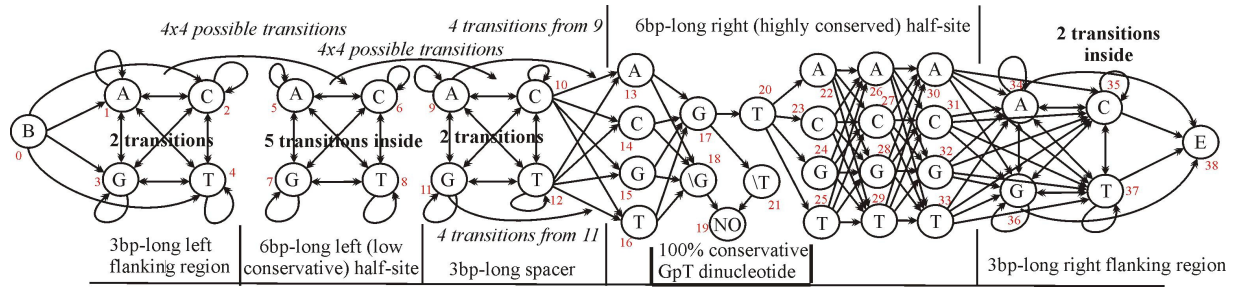 4x4 possible transitions
4x4 possible transitions
4 transitions from 9
6bp-long right (highly conserved) half-site
2 transitions
inside
B
0
A
1
C
2
G
3
T
4
2 transitions
A
5
C
6
G
7
T
8
5 transitions inside
A
9
C
10
G
11
T
12
2 transitions
A
13
C
14
G
15
T
16
G
17
\G
18
NO
19
T
20
\T
21
A
22
C
23
G
24
T
25
A
26
C
27
G
28
T
29
A
30
C
31
G
32
T
33
A
34
C
35
G
36
T
37
E
38
4 transitions from 11
3bp-long left
flanking region
6bp-long left (low
conservative) half-site
3bp-long spacer
100% conservative
GpT dinucleotide
3bp-long right flanking region